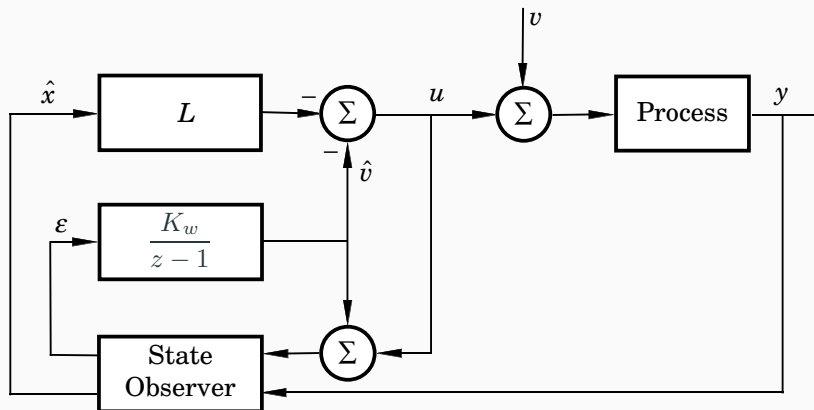 v
x̂
L
−
Σ
u
Σ
Process
y
−
v̂
ε
K_w
z − 1
State
Observer
Σ